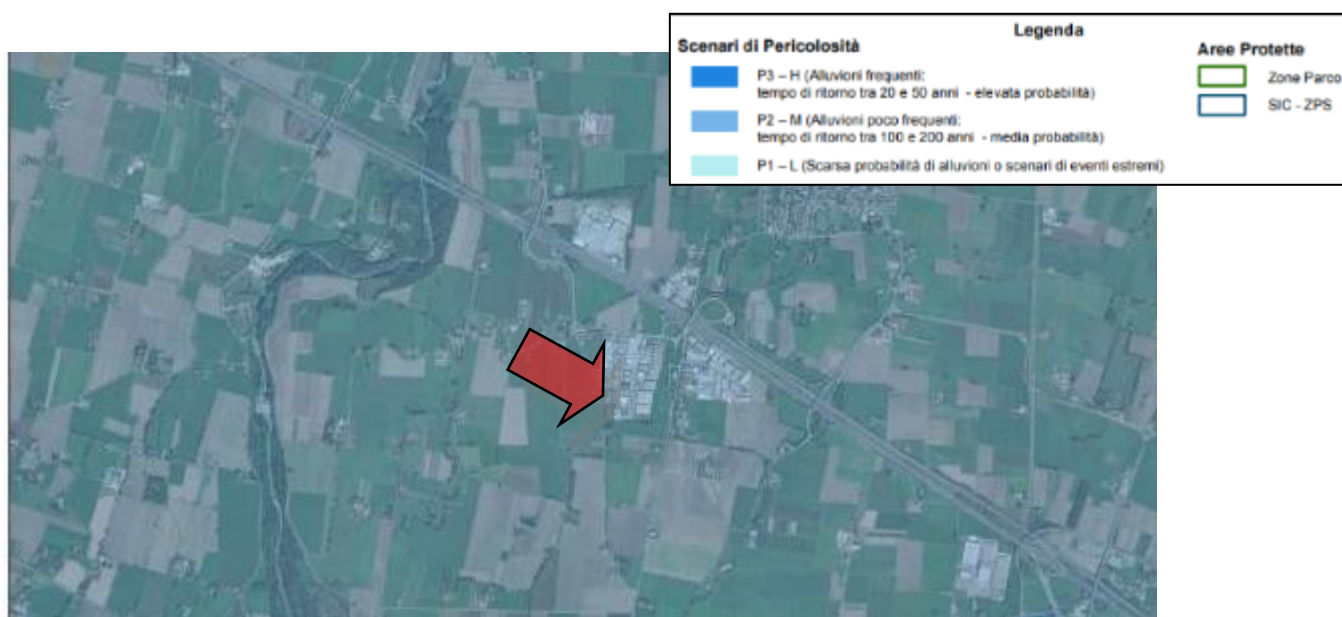 Legenda
Scenari di Pericolosità
P3 – H (Alluvioni frequenti:
tempo di ritorno tra 20 e 50 anni - elevata probabilità)
P2 – M (Alluvioni poco frequenti:
tempo di ritorno tra 100 e 200 anni - media probabilità)
P1 – L (Scarsa probabilità di alluvioni o scenari di eventi estremi)
Aree Protette
Zone Parco
SIC - ZPS